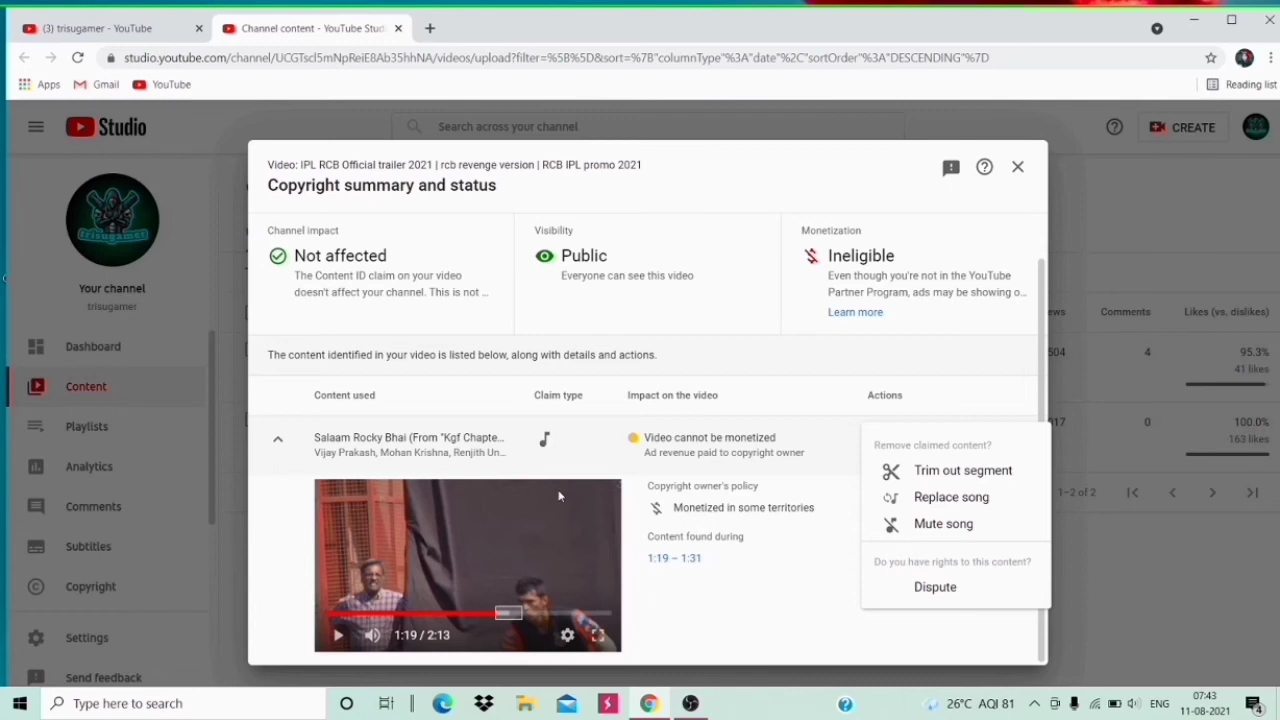 (3) trisugamer - YouTube
Channel content - YouTube Stud
studio.youtube.com/channel/UCGTscl5mNpReiE8Ab35hhNA/videos/upload?filter=%5B%5D&sort=%7B"columnType"%3A"date"%2C"sortOrder"%3A"DESCENDING"%7D
Apps
Gmail
YouTube
Reading list
Studio
Search across your channel
CREATE
Video: IPL RCB Official trailer 2021 | rcb revenge version | RCB IPL promo 2021
Copyright summary and status
Channel impact
Not affected
The Content ID claim on your video
doesn't affect your channel. This is not ...
Visibility
Public
Everyone can see this video
Monetization
Ineligible
Even though you're not in the YouTube
Partner Program, ads may be showing o...
Learn more
The content identified in your video is listed below, along with details and actions.
Content used
Claim type
Impact on the video
Actions
Salaam Rocky Bhai (From "Kgf Chapte...
Vijay Prakash, Mohan Krishna, Renjith Un...
Video cannot be monetized
Ad revenue paid to copyright owner
Copyright owner's policy
Monetized in some territories
Content found during
1:19 – 1:31
1:19 / 2:13
Remove claimed content?
Trim out segment
Replace song
Mute song
Do you have rights to this content?
Dispute
trisugamer
Your channel
trisugamer
Dashboard
Content
Playlists
Analytics
Comments
Subtitles
Copyright
Settings
Send feedback
ews
Comments
Likes (vs. dislikes)
504
4
95.3%
41 likes
617
0
100.0%
163 likes
1–2 of 2
Type here to search
26°C AQI 81
ENG
07:43
11-08-2021
4